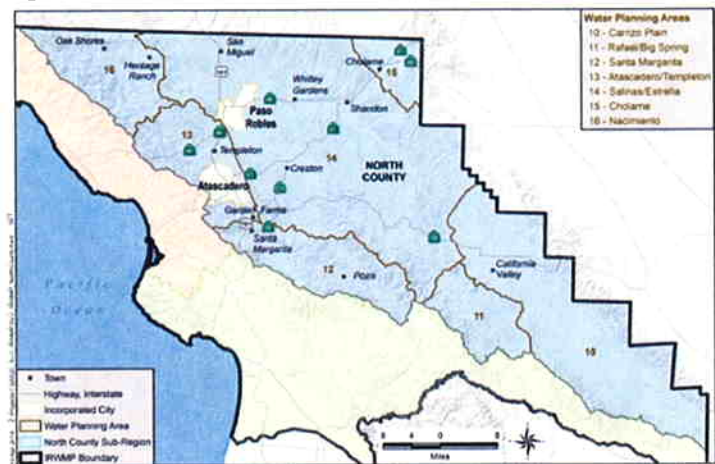 Water Planning Areas
10 - Carrizo Plain
11 - Rafael/Big Spring
12 - Santa Margarita
13 - Atascadero/Templeton
14 - Salinas/Estrella
15 - Cholame
16 - Nacimiento
Oak Shores
San Miguel
Heritage Ranch
16
Cholame
15
Whitley Gardens
Shandon
Paso Robles
13
Templeton
14
Creston
NORTH COUNTY
Atascadero
Garden Farms
Santa Margarita
California Valley
12
Pozo
11
10
Pacific Ocean
Town
Highway, Interstate
Incorporated City
Water Planning Area
North County Sub-Region
IRWMP Boundary
Miles